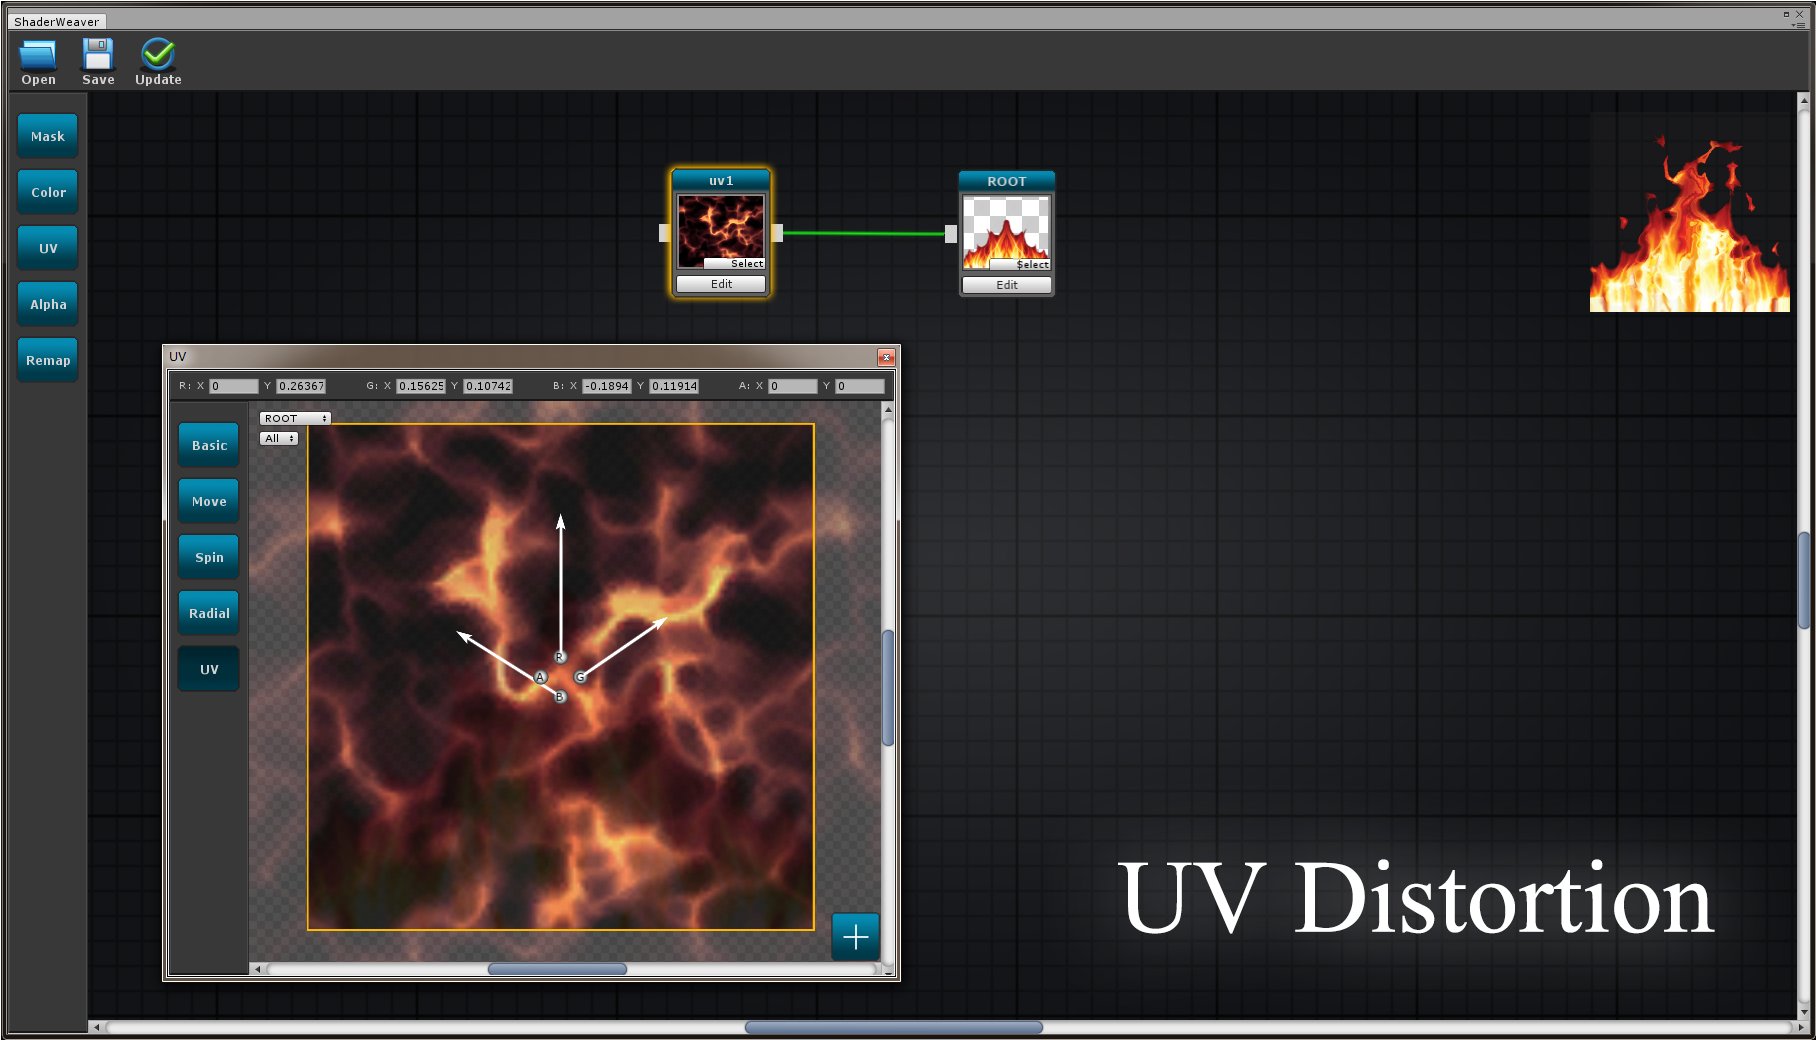 ShaderWeaver
Open Save Update
Mask
Color
UV
Alpha
Remap
uv1
Select
Edit
ROOT
Select
Edit
UV
R: X 0 Y 0.26367 G: X 0.15625 Y 0.10742 B: X -0.1894 Y 0.11914 A: X 0 Y 0
ROOT
All
Basic
Move
Spin
Radial
UV
R
A G
B
UV Distortion